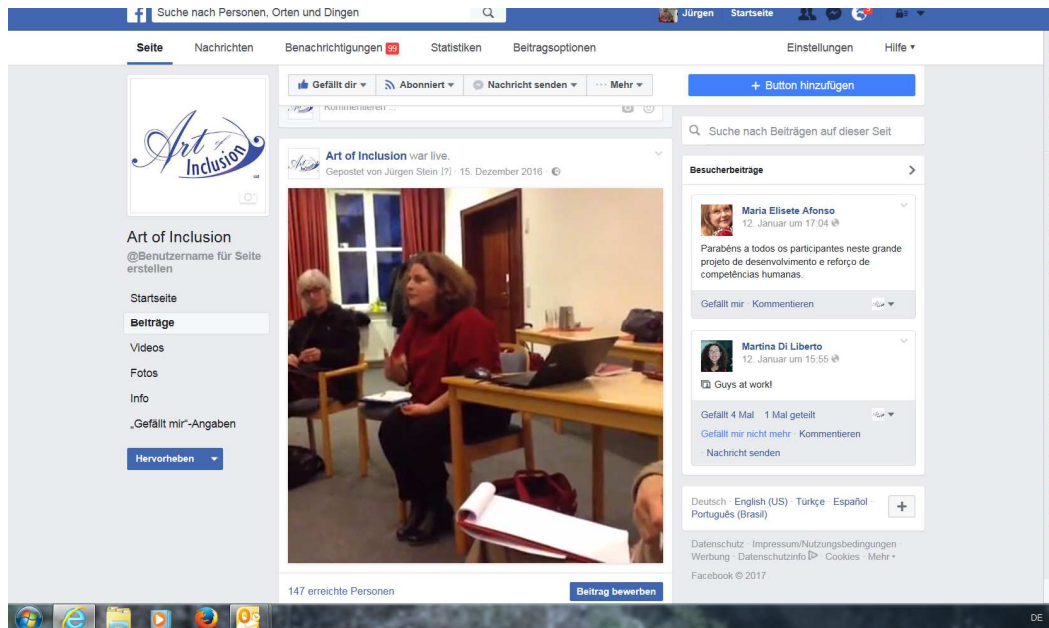 Suche nach Personen, Orten und Dingen
Jürgen Startseite
Seite Nachrichten Benachrichtigungen 99 Statistiken Beitragsoptionen Einstellungen Hilfe
Gefällt dir Abonniert Nachricht senden ··· Mehr
+ Button hinzufügen
Art of Inclusion
Art of Inclusion
@Benutzername für Seite
erstellen
Startseite
Beiträge
Videos
Fotos
Info
„Gefällt mir“-Angaben
Hervorheben
Kommentieren ...
Art of Inclusion war live.
Gepostet von Jürgen Stein [?] · 15. Dezember 2016 ·
147 erreichte Personen
Beitrag bewerben
Suche nach Beiträgen auf dieser Seit
Besucherbeiträge
Maria Elisete Afonso
12. Januar um 17:04
Parabéns a todos os participantes neste grande
projeto de desenvolvimento e reforço de
competências humanas.
Gefällt mir · Kommentieren
Martina Di Liberto
12. Januar um 15:55
Guys at work!
Gefällt 4 Mal 1 Mal geteilt
Gefällt mir nicht mehr · Kommentieren
· Nachricht senden
Deutsch · English (US) · Türkçe · Español ·
Português (Brasil)
Datenschutz · Impressum/Nutzungsbedingungen ·
Werbung · Datenschutzinfo · Cookies · Mehr
Facebook © 2017
DE